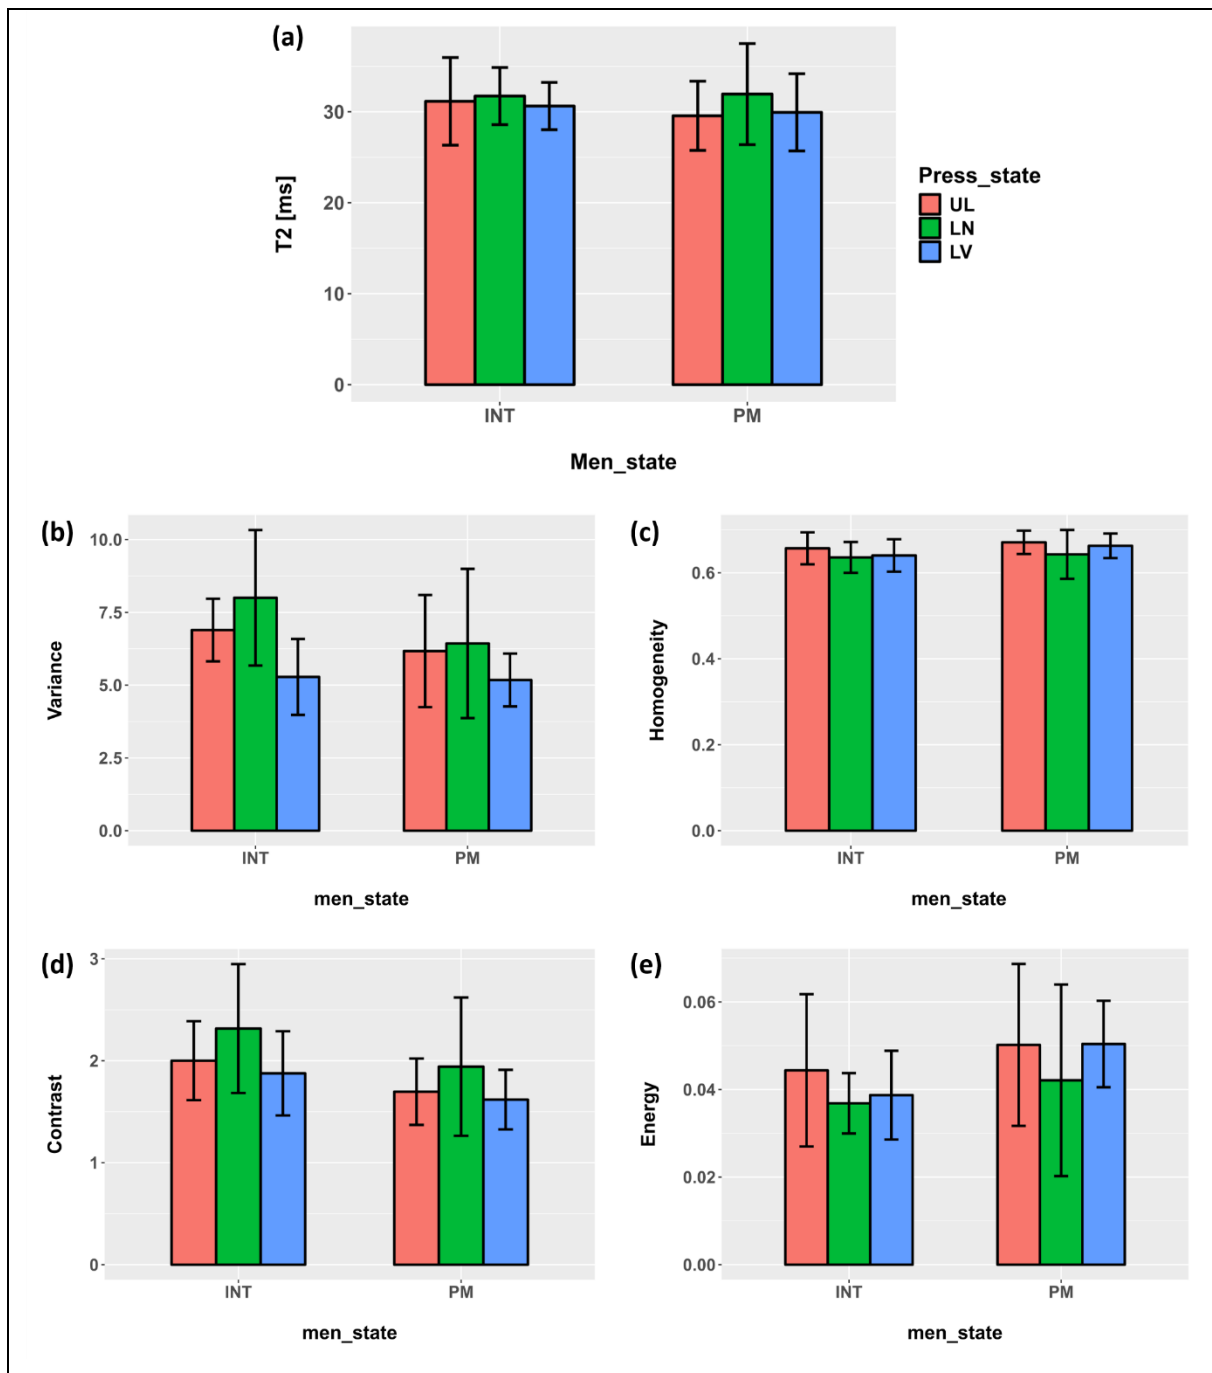 (a)
T2 [ms]
30
20
10
0
INT PM
Men_state
Press_state
UL
LN
LV
(b)
Variance
10.0
7.5
5.0
2.5
0.0
INT PM
men_state
(c)
Homogeneity
0.6
0.4
0.2
0.0
INT PM
men_state
(d)
Contrast
3
2
1
0
INT PM
men_state
(e)
Energy
0.06
0.04
0.02
0.00
INT PM
men_state